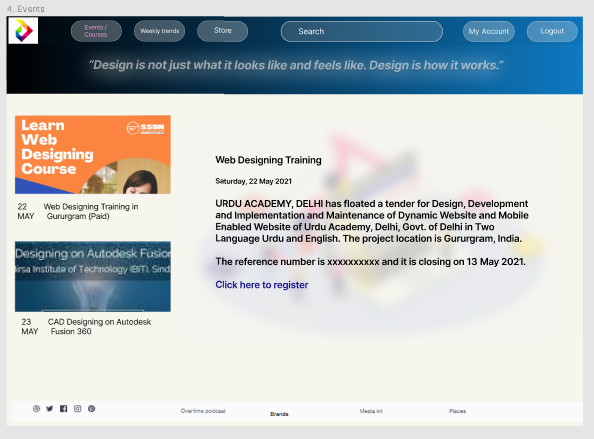 4. Events
Events /
Courses
Weekly trends
Store
Search
My Account
Logout
“Design is not just what it looks like and feels like. Design is how it works.”
Learn
Web
Designing
Course
SSDN
22
MAY
Web Designing Training in
Gururgram (Paid)
Designing on Autodesk Fusion
Birsa Institute of Technology (BIT), Sind
23
MAY
CAD Designing on Autodesk
Fusion 360
Web Designing Training
Saturday, 22 May 2021
URDU ACADEMY, DELHI has floated a tender for Design, Development
and Implementation and Maintenance of Dynamic Website and Mobile
Enabled Website of Urdu Academy, Delhi, Govt. of Delhi in Two
Language Urdu and English. The project location is Gururgram, India.
The reference number is xxxxxxxxxx and it is closing on 13 May 2021.
Click here to register
Overtime podcast
Brands
Media kit
Places